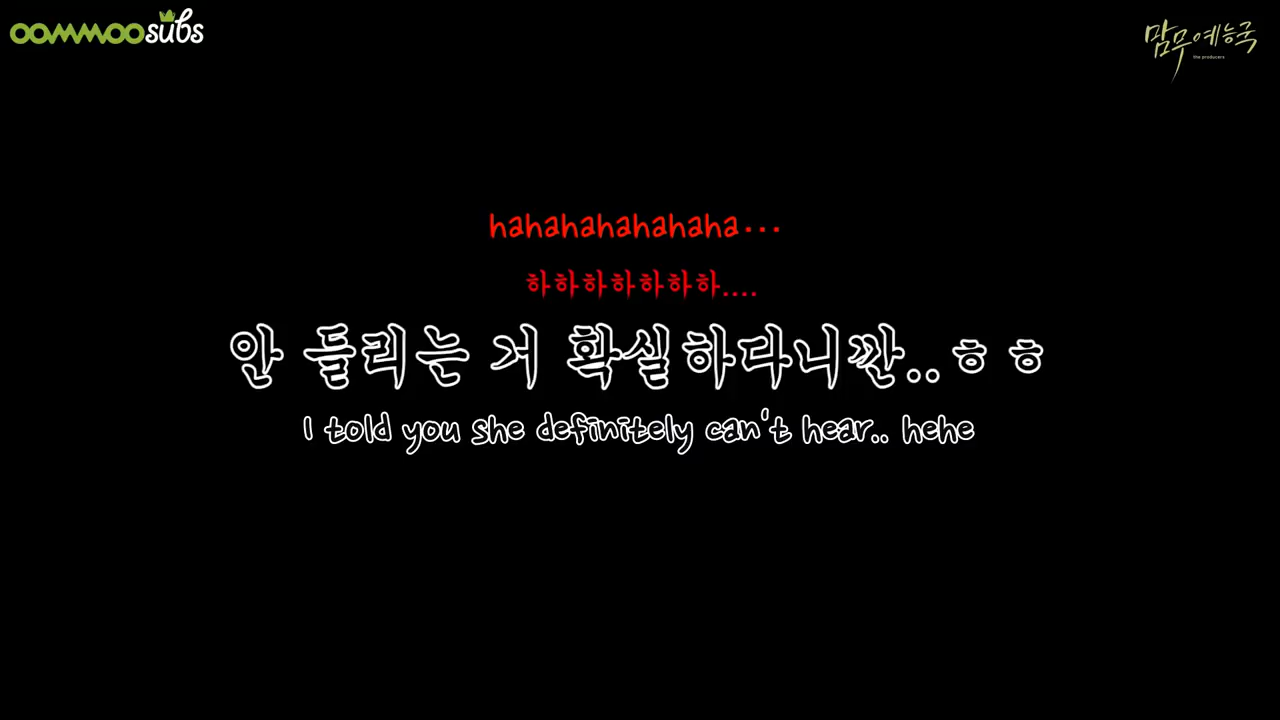 oommoosubs
맘무예능국
the producers
hahahahahahaha...
하하하하하하하....
안 들리는 거 확실하다니깐..ㅎㅎ
I told you she definitely can't hear.. hehe